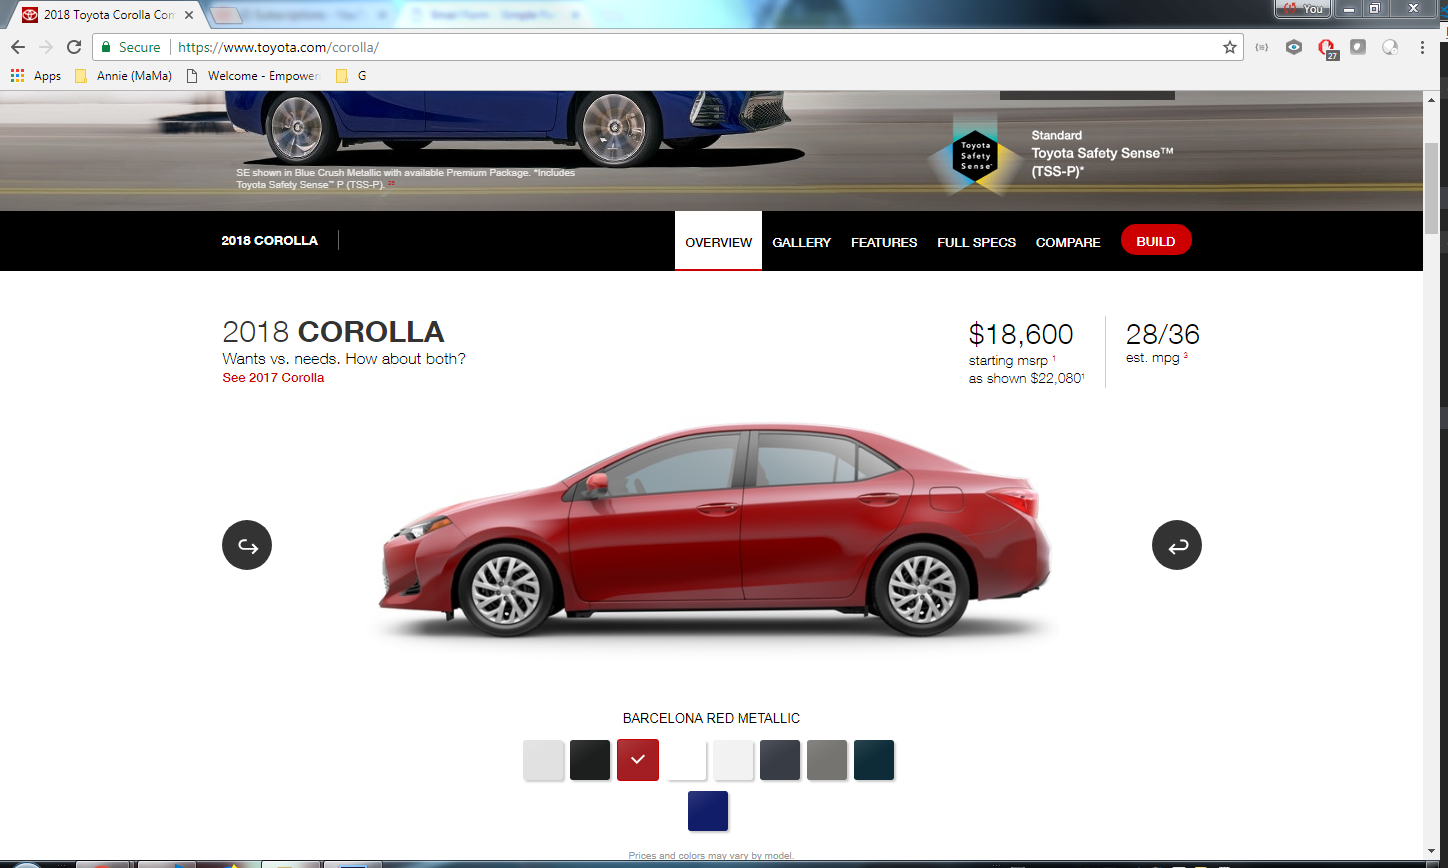 2018 Toyota Corolla Com
You
Secure
https://www.toyota.com/corolla/
27
Apps
Annie (MaMa)
Welcome - Empower
G
SE shown in Blue Crush Metallic with available Premium Package. *Includes
Toyota Safety Sense™ P (TSS-P).
Toyota
Safety
Sense
Standard
Toyota Safety Sense™
(TSS-P)*
2018 COROLLA
OVERVIEW
GALLERY
FEATURES
FULL SPECS
COMPARE
BUILD
2018 COROLLA
Wants vs. needs. How about both?
See 2017 Corolla
$18,600
starting msrp 1
as shown $22,080¹
28/36
est. mpg 3
BARCELONA RED METALLIC
Prices and colors may vary by model.